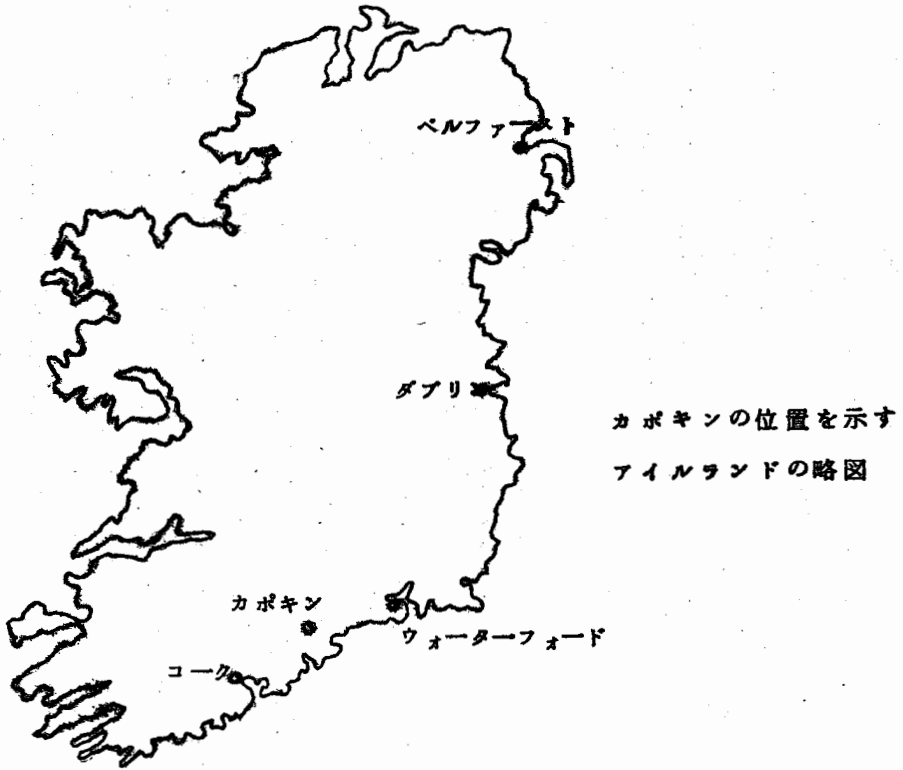 ベルファースト
ダブリン
カポキンの位置を示す
アイルランドの略図
カポキン
ウォーターフォード
コーク